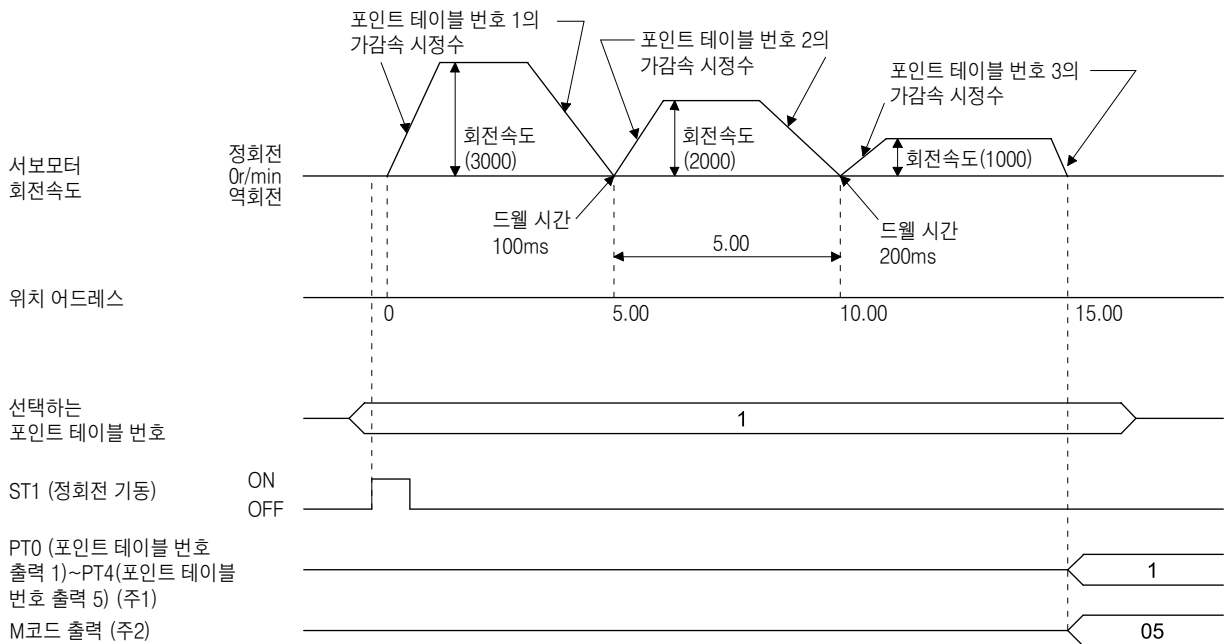 포인트 테이블 번호 1의
가감속 시정수
포인트 테이블 번호 2의
가감속 시정수
포인트 테이블 번호 3의
가감속 시정수
서보모터
회전속도
정회전
0r/min
역회전
회전속도
(3000)
회전속도
(2000)
회전속도(1000)
드웰 시간
100ms
5.00
드웰 시간
200ms
위치 어드레스
0
5.00
10.00
15.00
선택하는
포인트 테이블 번호
1
ST1 (정회전 기동)
ON
OFF
PT0 (포인트 테이블 번호
출력 1)~PT4(포인트 테이블
번호 출력 5) (주1)
1
M코드 출력 (주2)
05